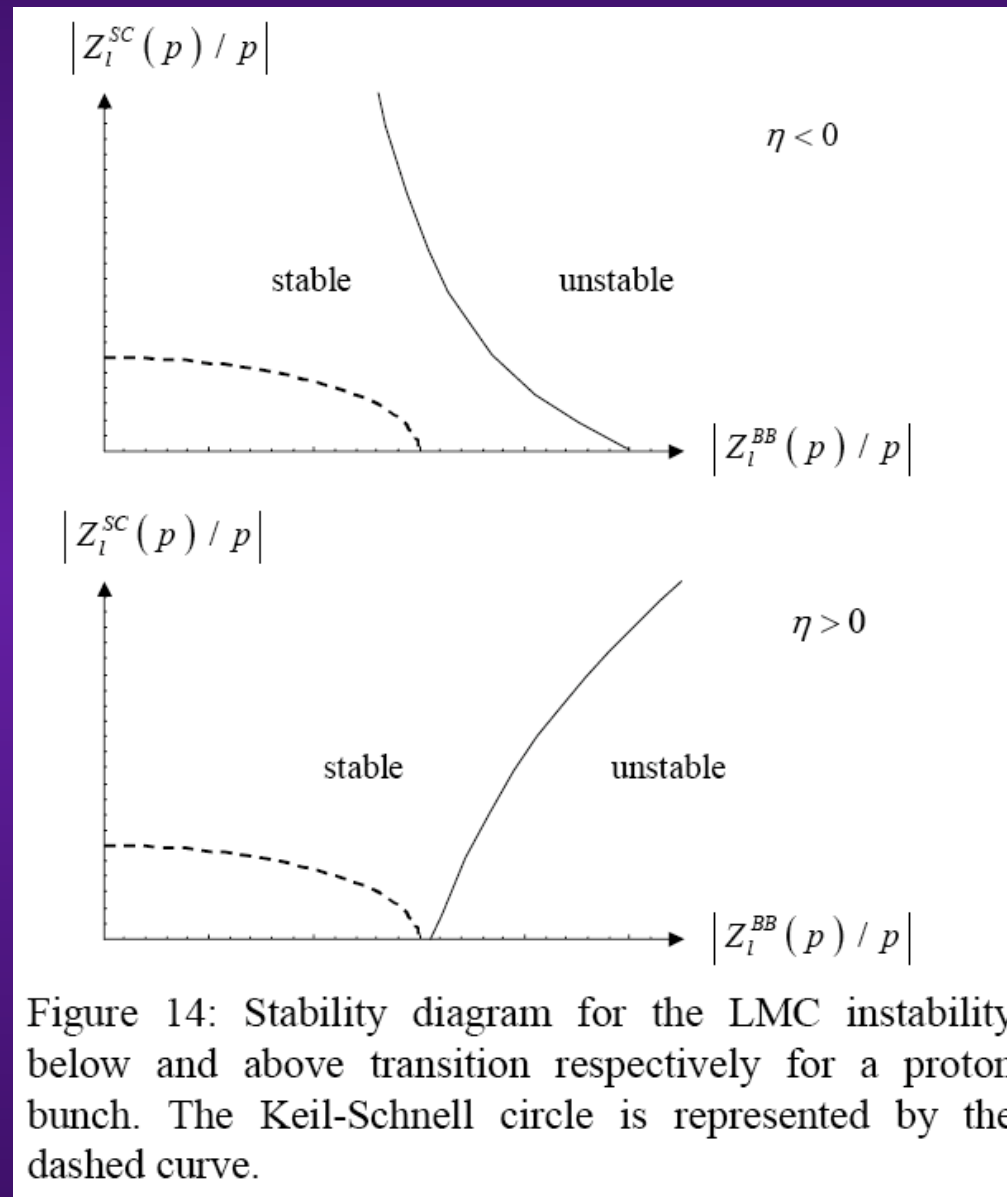 |Z_l^{SC}(p) / p|
η < 0
stable unstable
|Z_l^{BB}(p) / p|
|Z_l^{SC}(p) / p|
η > 0
stable unstable
|Z_l^{BB}(p) / p|
Figure 14: Stability diagram for the LMC instability
below and above transition respectively for a proton
bunch. The Keil-Schnell circle is represented by the
dashed curve.